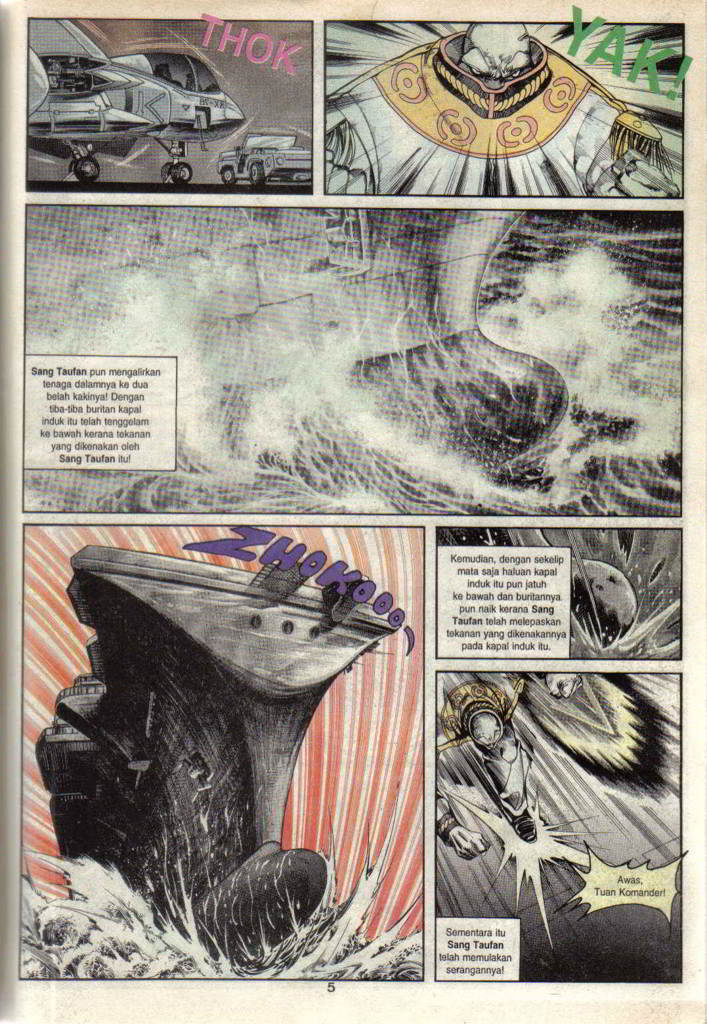 THOK
YAK!
Sang Taufan pun mengalirkan
tenaga dalamnya ke dua
belah kakinya! Dengan
tiba-tiba buritan kapal
induk itu telah tenggelam
ke bawah kerana tekanan
yang dikenakan oleh
Sang Taufan itu!
ZHOKOOO
Kemudian, dengan sekelip
mata saja haluan kapal
induk itu pun jatuh
ke bawah dan buritannya
pun naik kerana Sang
Taufan telah melepaskan
tekanan yang dikenakannya
pada kapal induk itu.
Awas,
Tuan Komander!
Sementara itu
Sang Taufan
telah memulakan
serangannya!
5